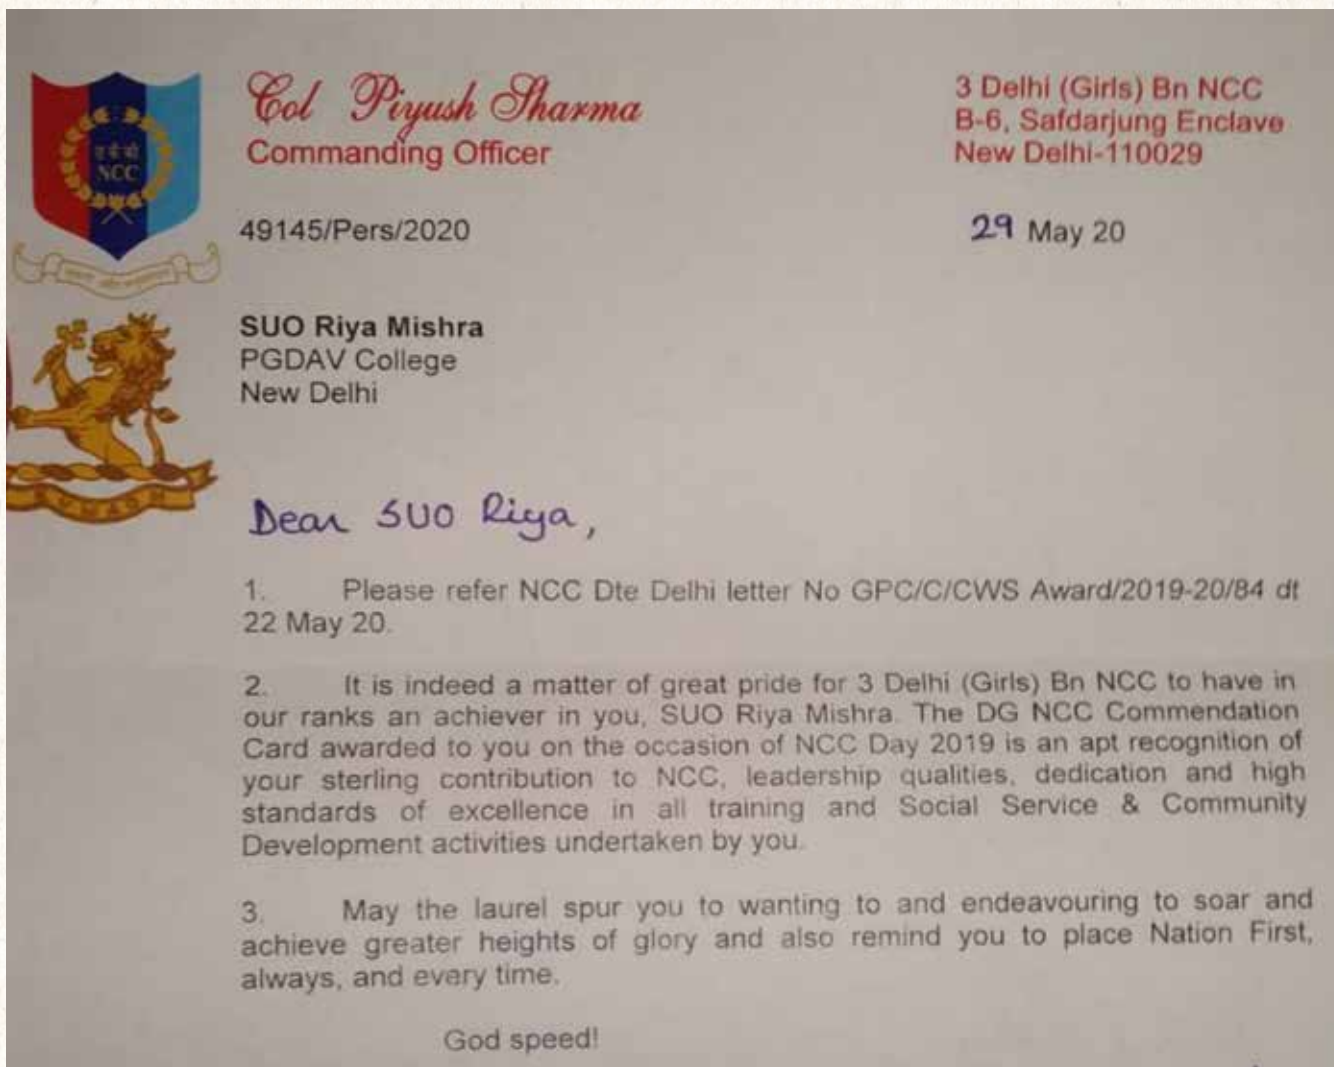 Col Piyush Sharma
Commanding Officer
3 Delhi (Girls) Bn NCC
B-6, Safdarjung Enclave
New Delhi-110029
एन सी सी
NCC
49145/Pers/2020
29 May 20
SUO Riya Mishra
PGDAV College
New Delhi
Dear SUO Riya,
1. Please refer NCC Dte Delhi letter No GPC/C/CWS Award/2019-20/84 dt
22 May 20.
2. It is indeed a matter of great pride for 3 Delhi (Girls) Bn NCC to have in
our ranks an achiever in you, SUO Riya Mishra. The DG NCC Commendation
Card awarded to you on the occasion of NCC Day 2019 is an apt recognition of
your sterling contribution to NCC, leadership qualities, dedication and high
standards of excellence in all training and Social Service & Community
Development activities undertaken by you.
3. May the laurel spur you to wanting to and endeavouring to soar and
achieve greater heights of glory and also remind you to place Nation First,
always, and every time.
God speed!